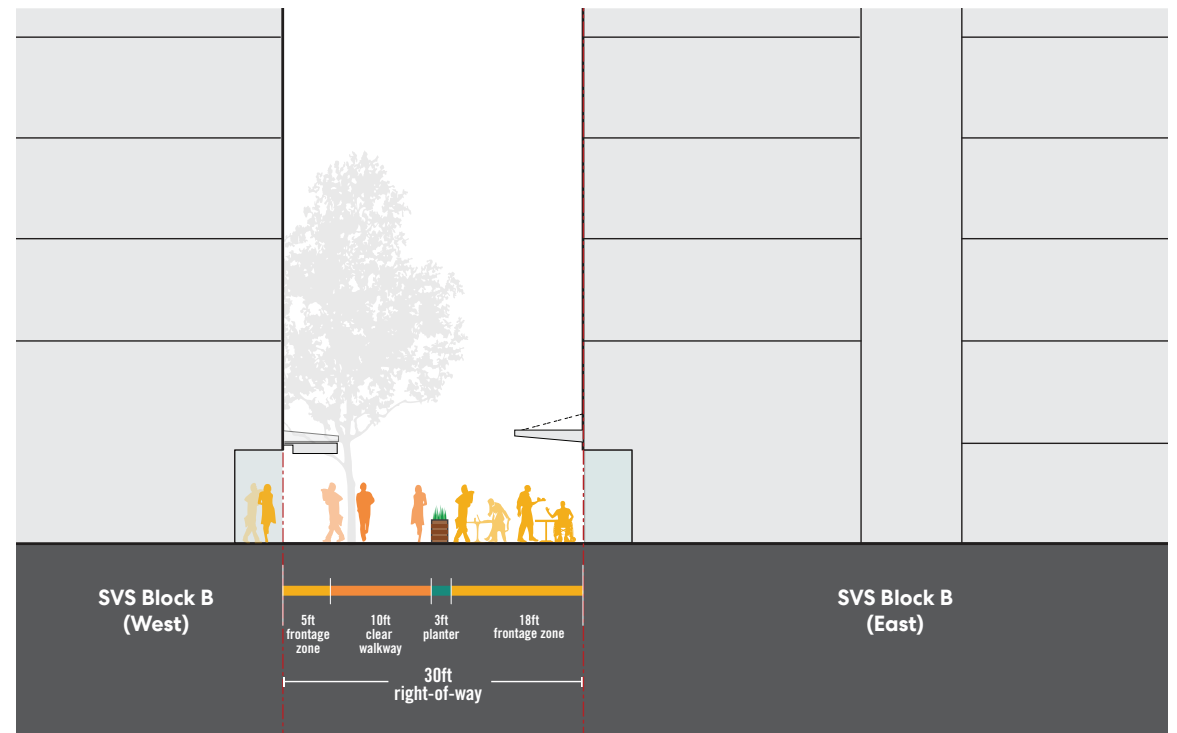 SVS Block B
(West)
SVS Block B
(East)
5ft
frontage
zone
10ft
clear
walkway
3ft
planter
18ft
frontage zone
30ft
right-of-way